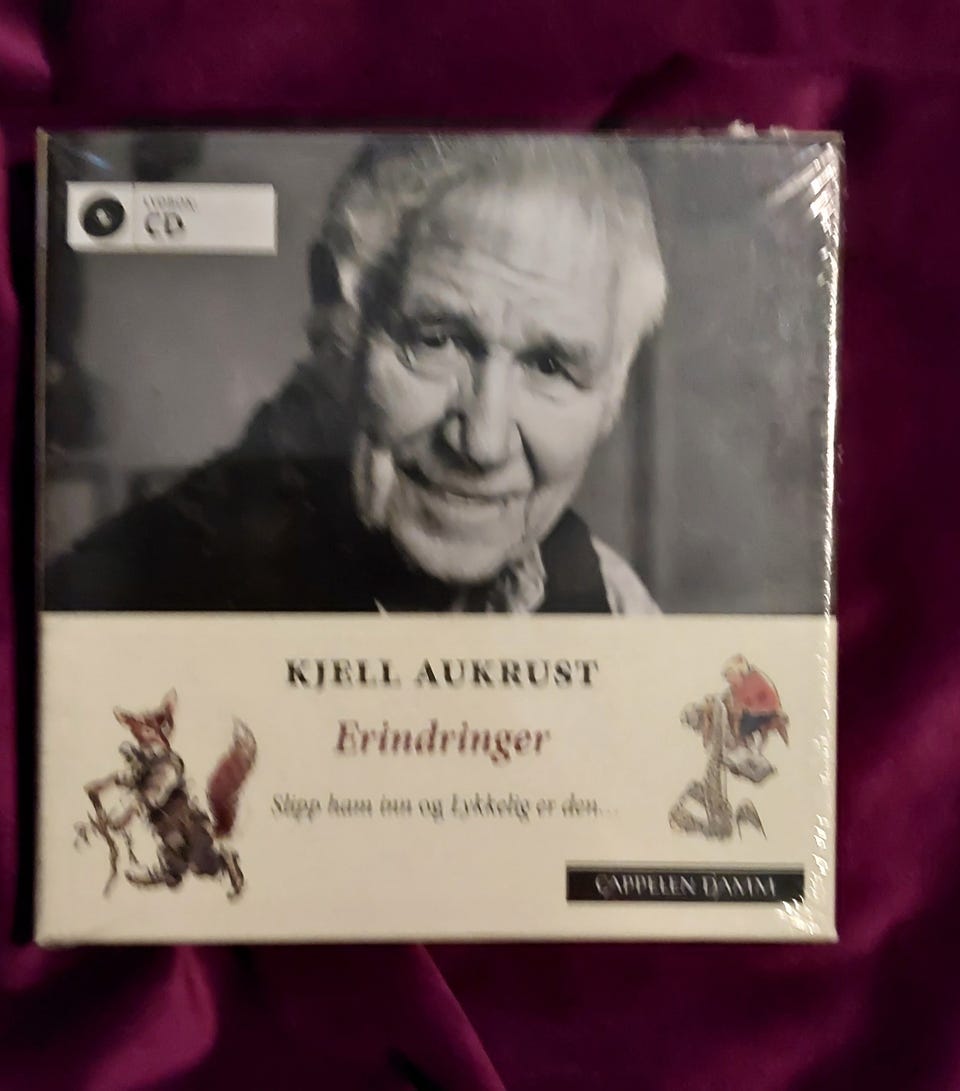 LYDBOK
CD
KJELL AUKRUST
Erindringer
Slipp ham inn og Lykkelig er den...
CAPPELEN DAMM